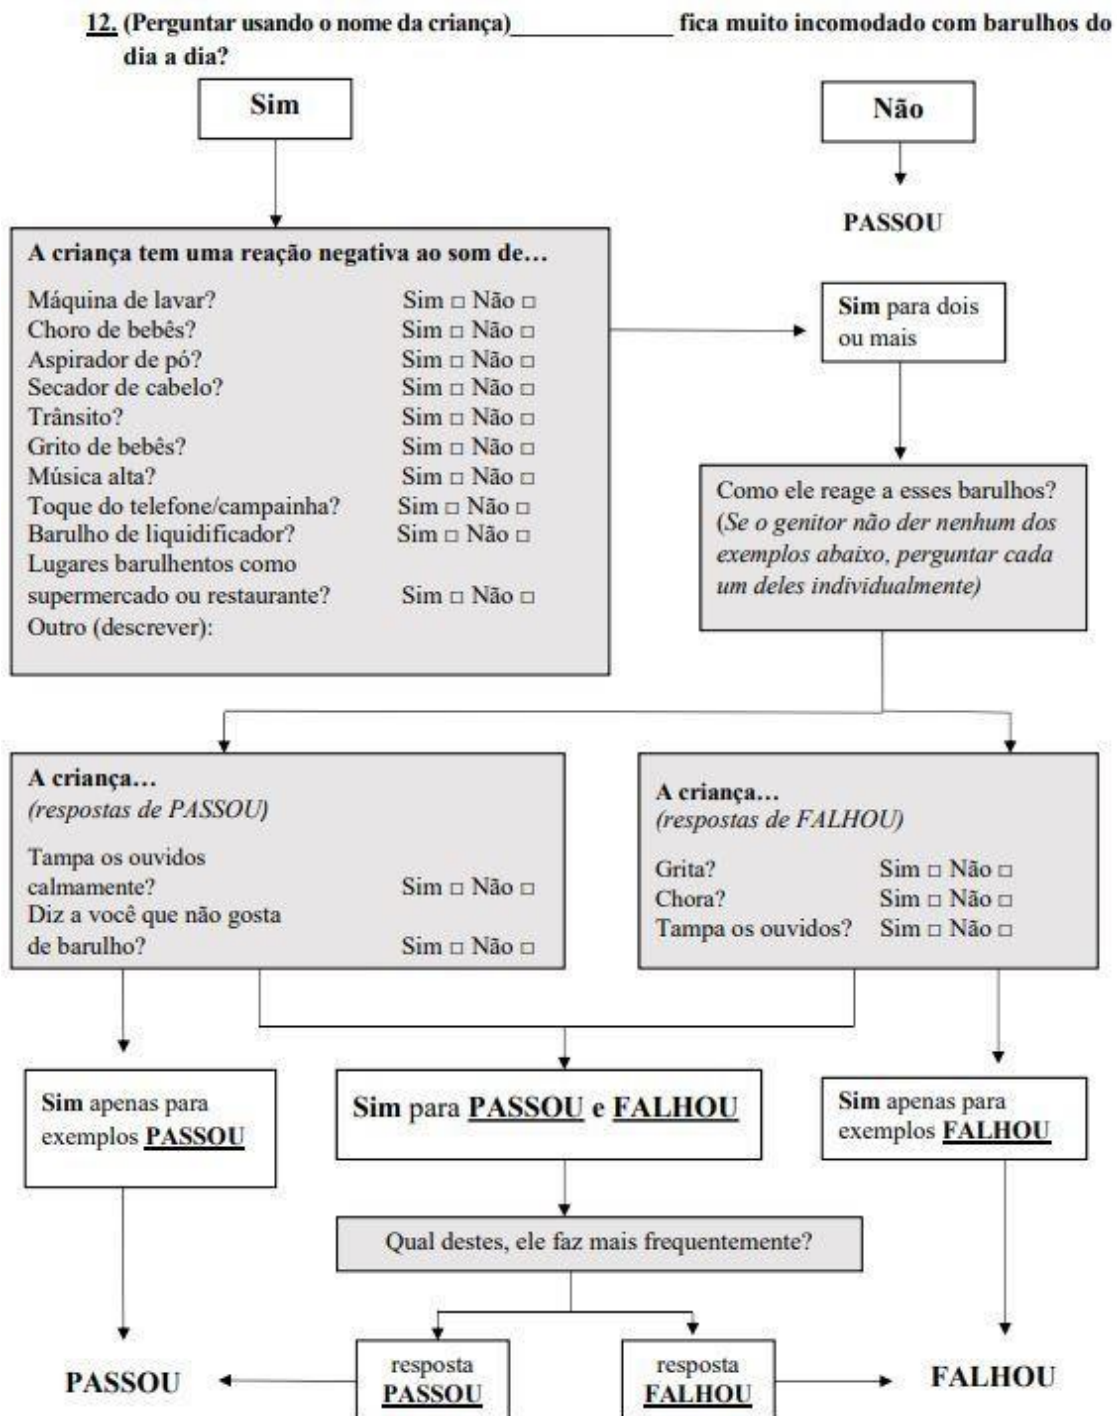 12. (Perguntar usando o nome da criança)_____________ fica muito incomodado com barulhos do
dia a dia?
Sim
Não
PASSOU
A criança tem uma reação negativa ao som de…
Máquina de lavar? Sim □ Não □
Choro de bebês? Sim □ Não □
Aspirador de pó? Sim □ Não □
Secador de cabelo? Sim □ Não □
Trânsito? Sim □ Não □
Grito de bebês? Sim □ Não □
Música alta? Sim □ Não □
Toque do telefone/campainha? Sim □ Não □
Barulho de liquidificador? Sim □ Não □
Lugares barulhentos como
supermercado ou restaurante? Sim □ Não □
Outro (descrever):
Sim para dois
ou mais
Como ele reage a esses barulhos?
(Se o genitor não der nenhum dos
exemplos abaixo, perguntar cada
um deles individualmente)
A criança…
(respostas de PASSOU)
Tampa os ouvidos
calmamente? Sim □ Não □
Diz a você que não gosta
de barulho? Sim □ Não □
A criança…
(respostas de FALHOU)
Grita? Sim □ Não □
Chora? Sim □ Não □
Tampa os ouvidos? Sim □ Não □
Sim apenas para
exemplos PASSOU
Sim para PASSOU e FALHOU
Sim apenas para
exemplos FALHOU
Qual destes, ele faz mais frequentemente?
PASSOU
resposta
PASSOU
resposta
FALHOU
FALHOU